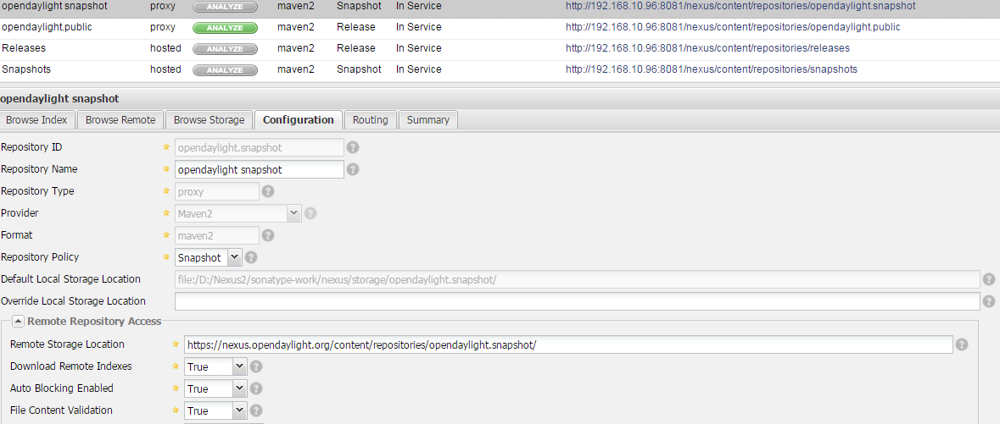 opendaylight snapshot proxy ANALYZE maven2 Snapshot In Service http://192.168.10.96:8081/nexus/content/repositories/opendaylight.snapshot
opendaylight.public proxy ANALYZE maven2 Release In Service http://192.168.10.96:8081/nexus/content/repositories/opendaylight.public
Releases hosted ANALYZE maven2 Release In Service http://192.168.10.96:8081/nexus/content/repositories/releases
Snapshots hosted ANALYZE maven2 Snapshot In Service http://192.168.10.96:8081/nexus/content/repositories/snapshots
opendaylight snapshot
Browse Index Browse Remote Browse Storage Configuration Routing Summary
Repository ID opendaylight.snapshot ?
Repository Name opendaylight snapshot ?
Repository Type proxy ?
Provider Maven2 ?
Format maven2 ?
Repository Policy Snapshot ?
Default Local Storage Location file:/D:/Nexus2/sonatype-work/nexus/storage/opendaylight.snapshot/ ?
Override Local Storage Location ?
Remote Repository Access
Remote Storage Location https://nexus.opendaylight.org/content/repositories/opendaylight.snapshot/ ?
Download Remote Indexes True ?
Auto Blocking Enabled True ?
File Content Validation True ?